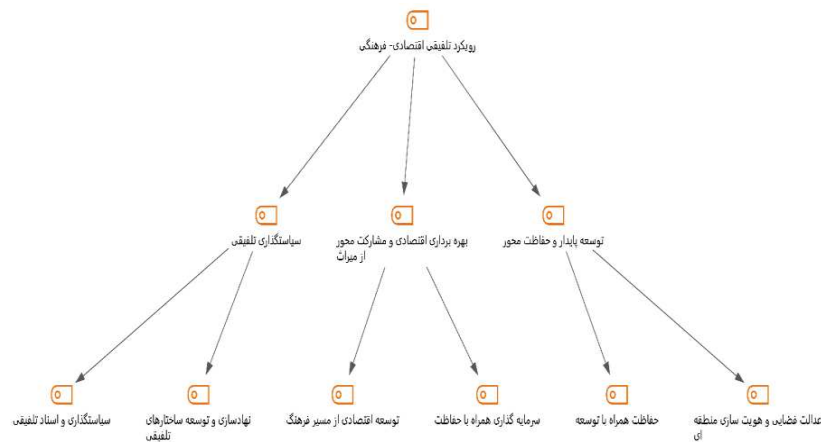 رویکرد تلفیقی اقتصادی- فرهنگی
توسعه پایدار و حفاظت محور
بهره برداری اقتصادی و مشارکت محور
از میراث
سیاستگذاری تلفیقی
عدالت فضایی و هویت سازی منطقه
ای
حفاظت همراه با توسعه
سرمایه گذاری همراه با حفاظت
توسعه اقتصادی از مسیر فرهنگ
نهادسازی و توسعه ساختارهای
تلفیقی
سیاستگذاری و اسناد تلفیقی